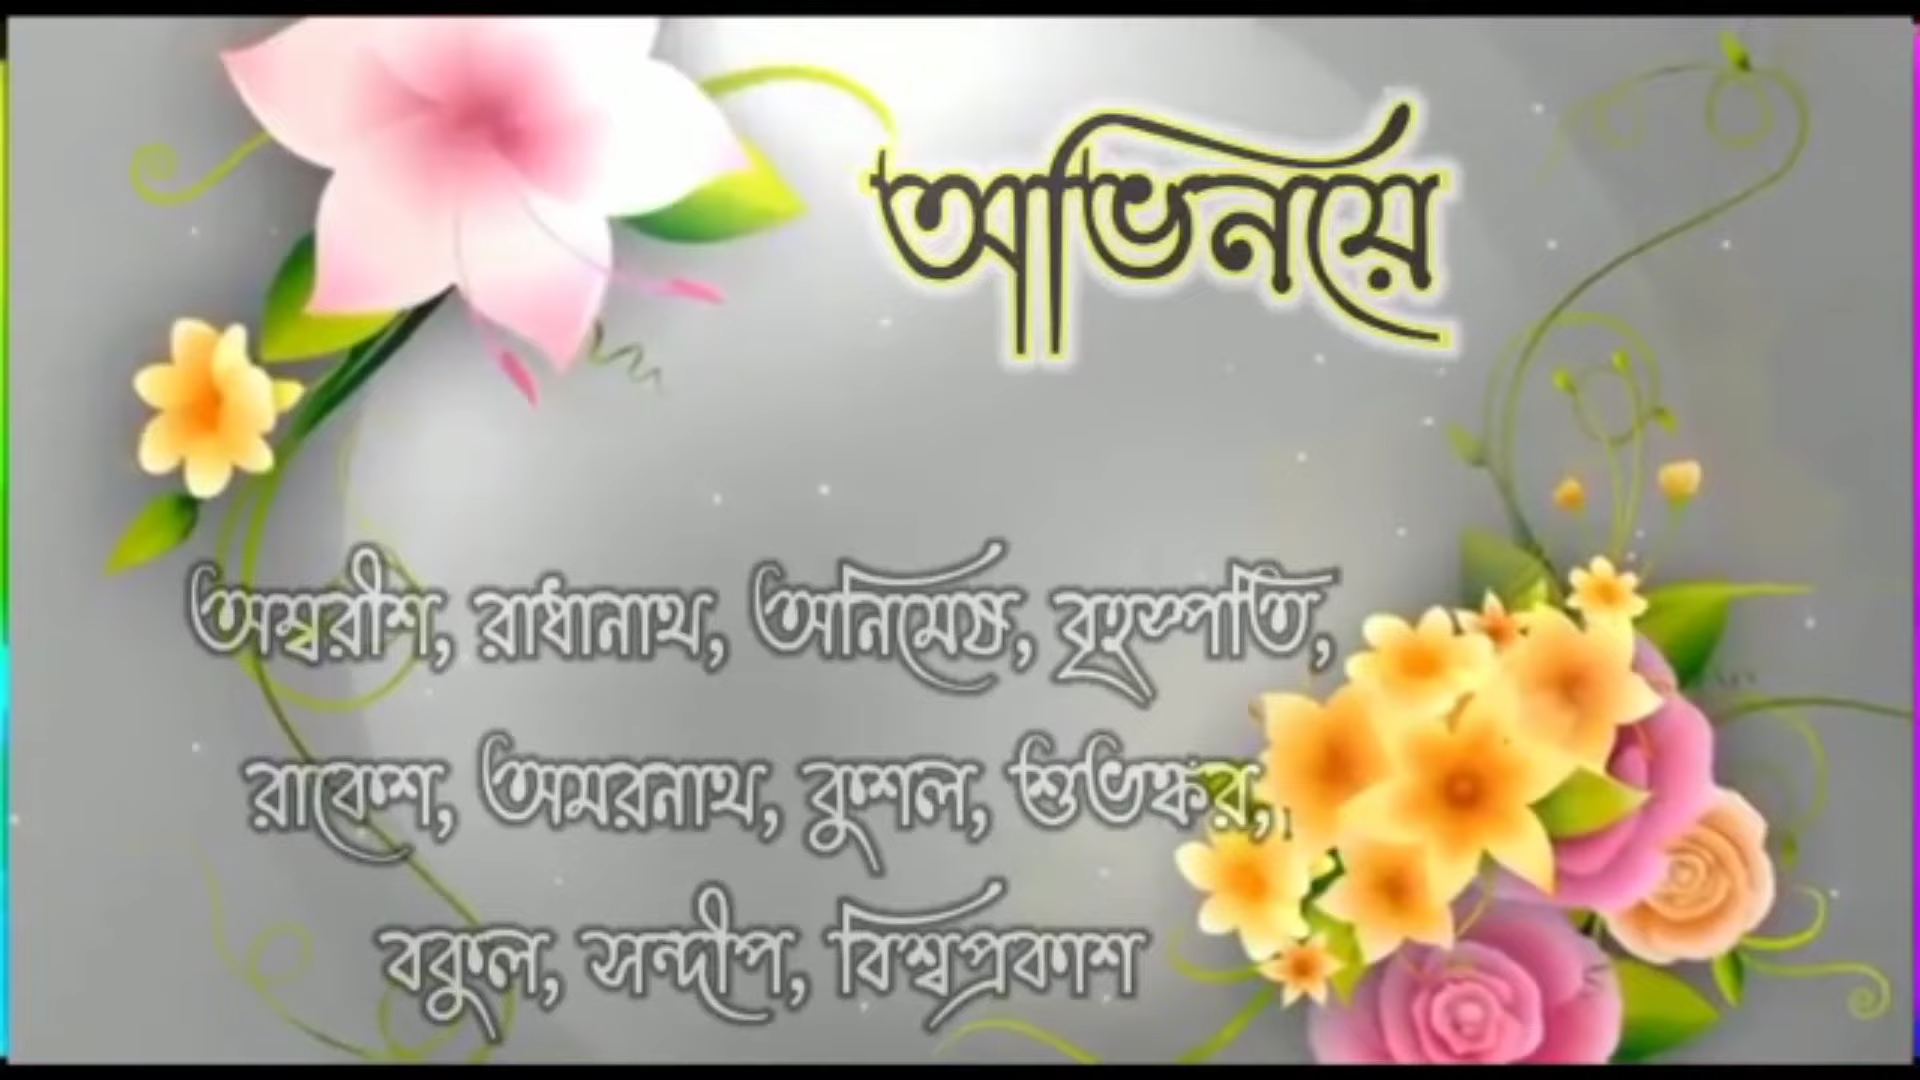 অভিনয়ে
অম্বরীশ, রাধানাথ, অনিমেষ, বৃহস্পতি,
রাকেশ, অমরনাথ, কুশল, শুভঙ্কর,
বকুল, সন্দীপ, বিশ্বপ্রকাশ